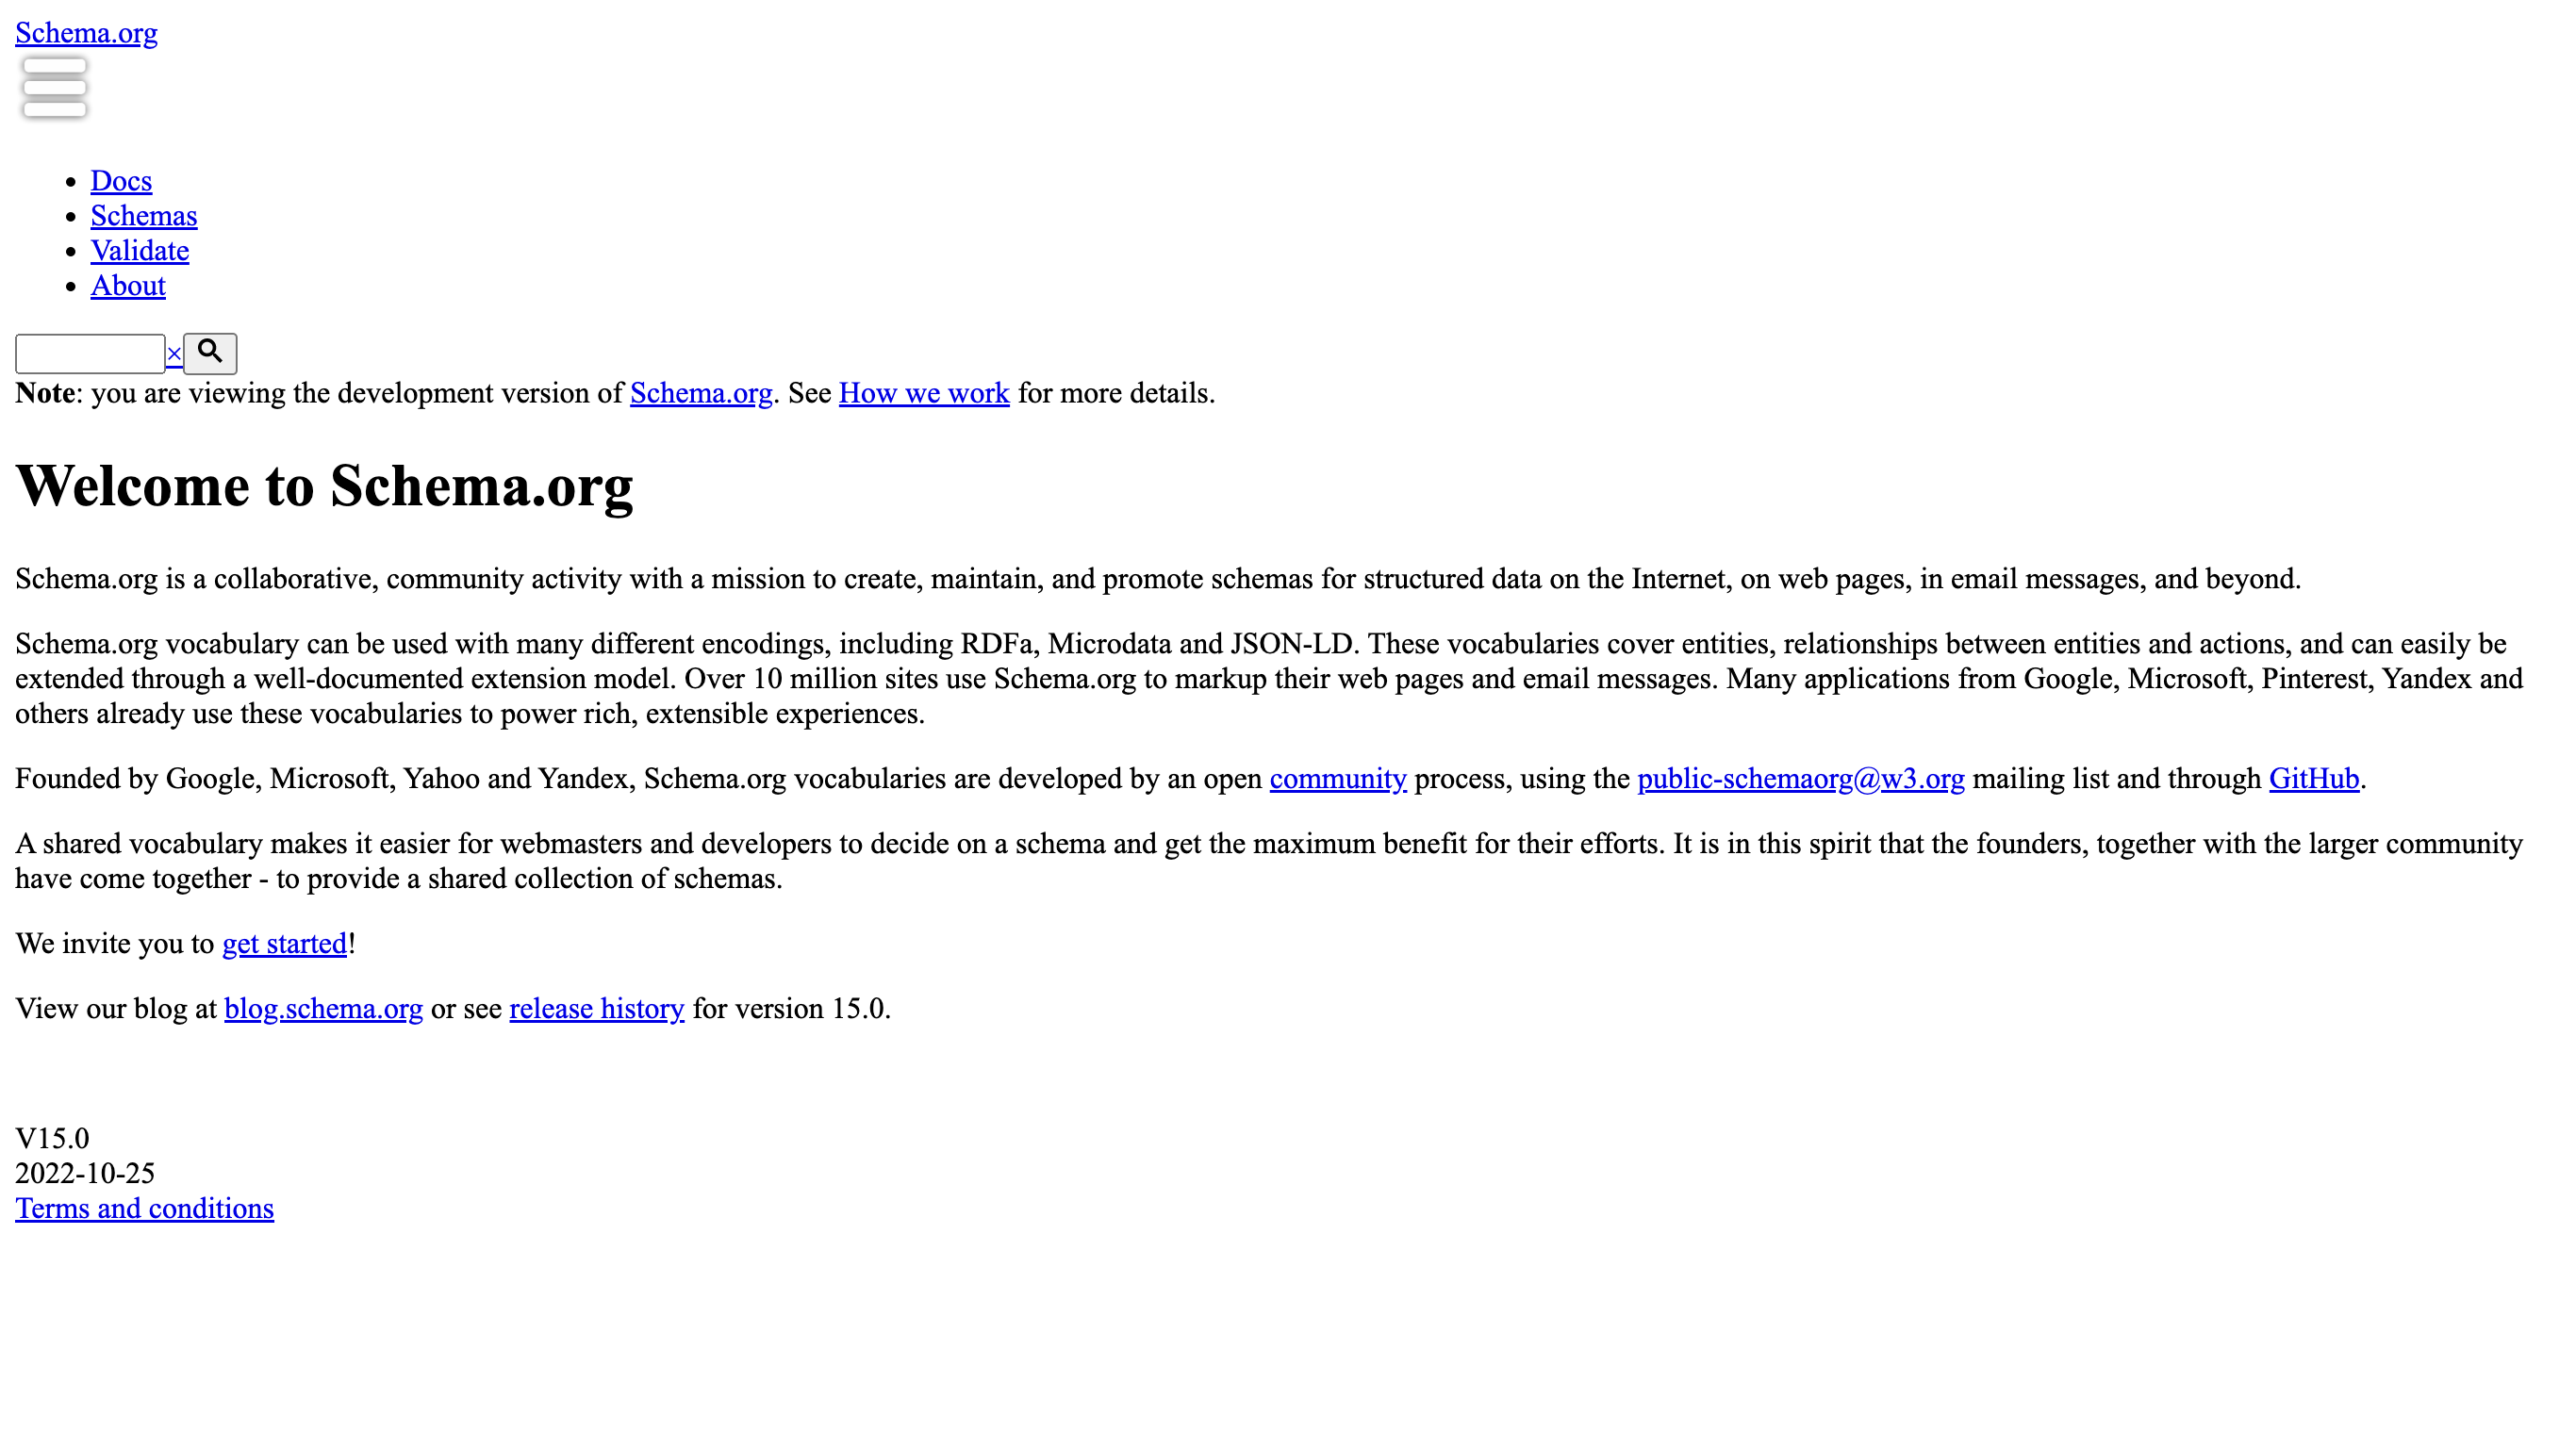 Schema.org
Docs
Schemas
Validate
About
×
Note: you are viewing the development version of Schema.org. See How we work for more details.
Welcome to Schema.org
Schema.org is a collaborative, community activity with a mission to create, maintain, and promote schemas for structured data on the Internet, on web pages, in email messages, and beyond.
Schema.org vocabulary can be used with many different encodings, including RDFa, Microdata and JSON-LD. These vocabularies cover entities, relationships between entities and actions, and can easily be
extended through a well-documented extension model. Over 10 million sites use Schema.org to markup their web pages and email messages. Many applications from Google, Microsoft, Pinterest, Yandex and
others already use these vocabularies to power rich, extensible experiences.
Founded by Google, Microsoft, Yahoo and Yandex, Schema.org vocabularies are developed by an open community process, using the public-schemaorg@w3.org mailing list and through GitHub.
A shared vocabulary makes it easier for webmasters and developers to decide on a schema and get the maximum benefit for their efforts. It is in this spirit that the founders, together with the larger community
have come together - to provide a shared collection of schemas.
We invite you to get started!
View our blog at blog.schema.org or see release history for version 15.0.
V15.0
2022-10-25
Terms and conditions